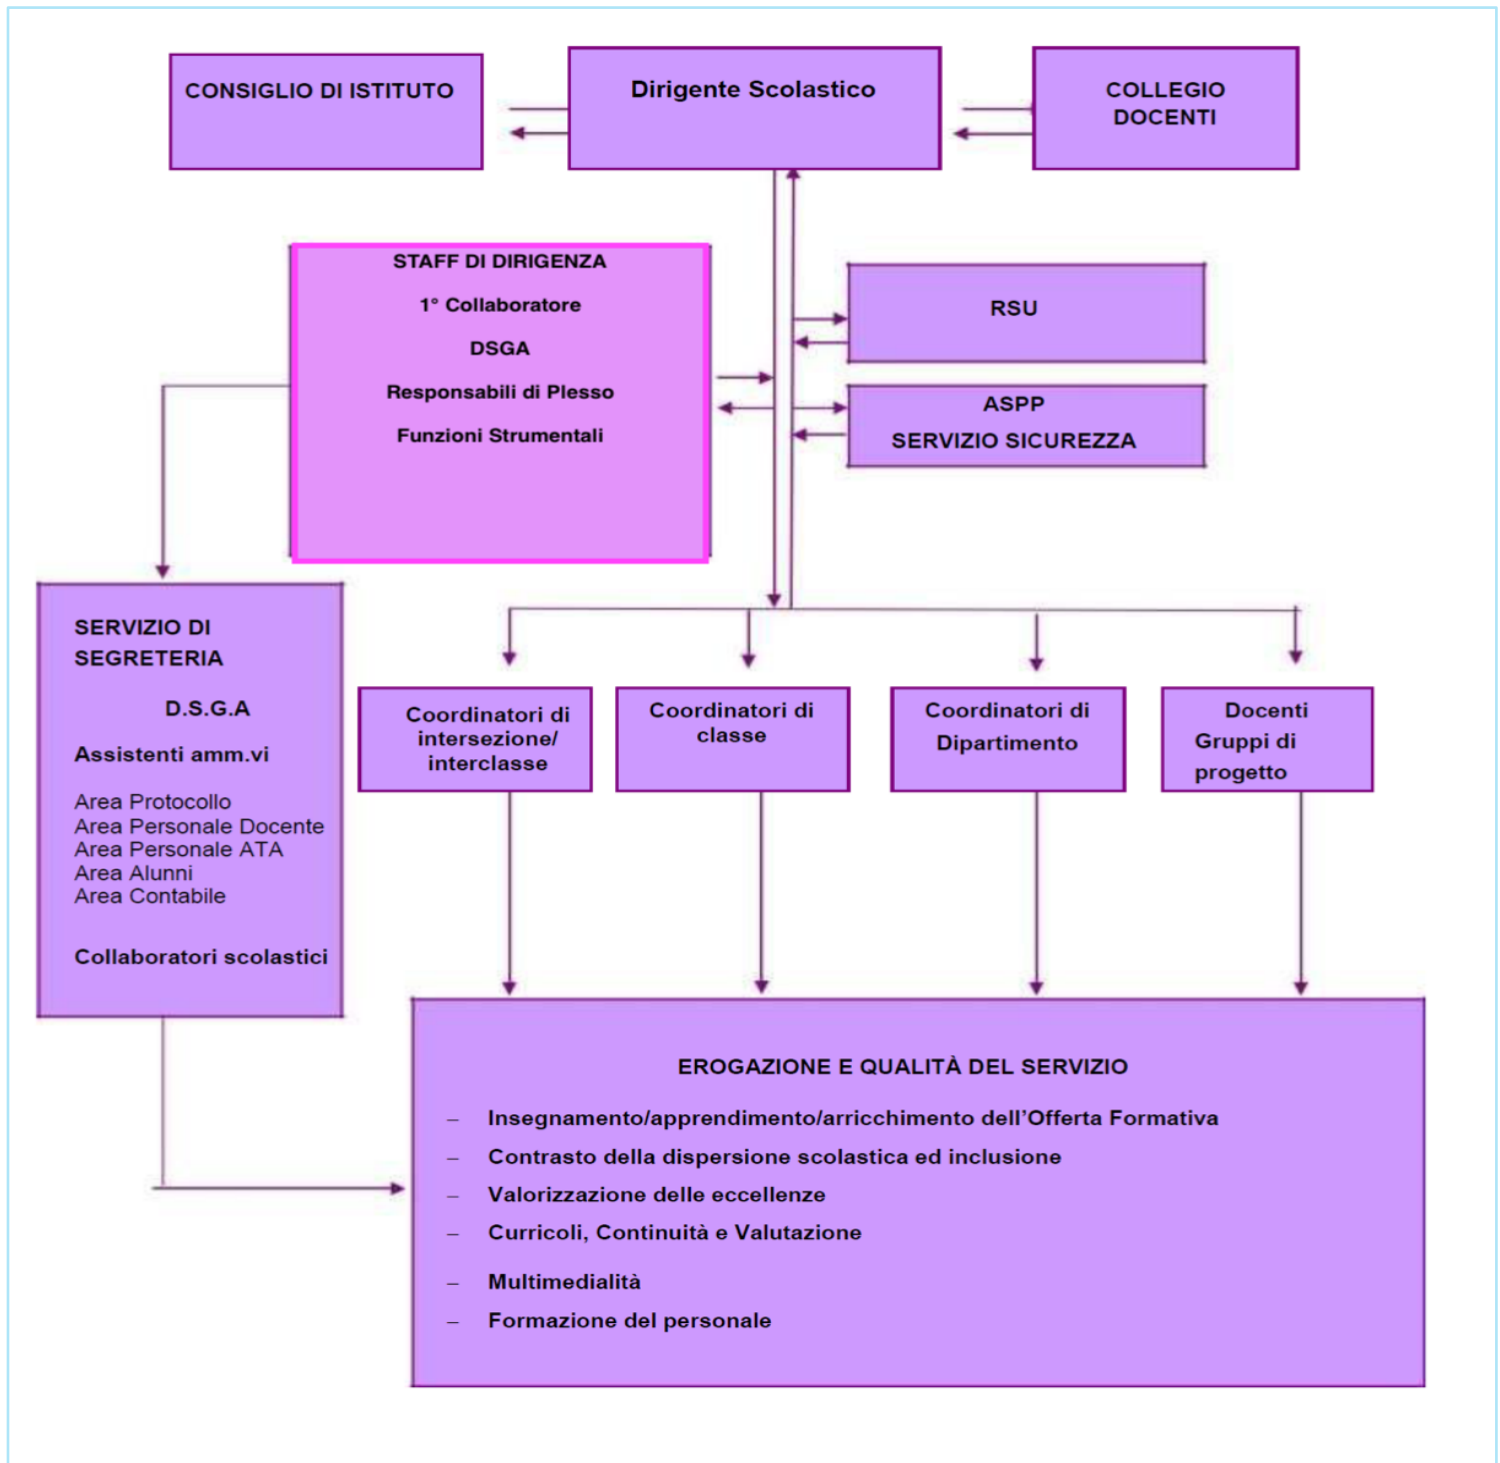 CONSIGLIO DI ISTITUTO
Dirigente Scolastico
COLLEGIO
DOCENTI
STAFF DI DIRIGENZA
1° Collaboratore
DSGA
Responsabili di Plesso
Funzioni Strumentali
RSU
ASPP
SERVIZIO SICUREZZA
SERVIZIO DI
SEGRETERIA
D.S.G.A
Assistenti amm.vi
Area Protocollo
Area Personale Docente
Area Personale ATA
Area Alunni
Area Contabile
Collaboratori scolastici
Coordinatori di
intersezione/
interclasse
Coordinatori di
classe
Coordinatori di
Dipartimento
Docenti
Gruppi di
progetto
EROGAZIONE E QUALITÀ DEL SERVIZIO
– Insegnamento/apprendimento/arricchimento dell’Offerta Formativa
– Contrasto della dispersione scolastica ed inclusione
– Valorizzazione delle eccellenze
– Curricoli, Continuità e Valutazione
– Multimedialità
– Formazione del personale